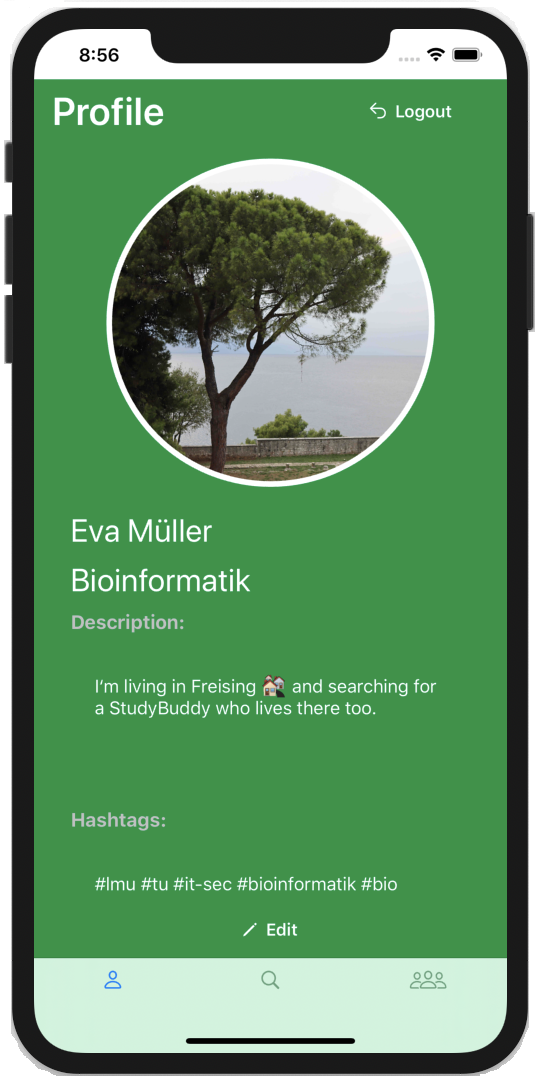 8:56
Profile
Logout
Eva Müller
Bioinformatik
Description:
I'm living in Freising 🏘️ and searching for
a StudyBuddy who lives there too.
Hashtags:
#lmu #tu #it-sec #bioinformatik #bio
Edit